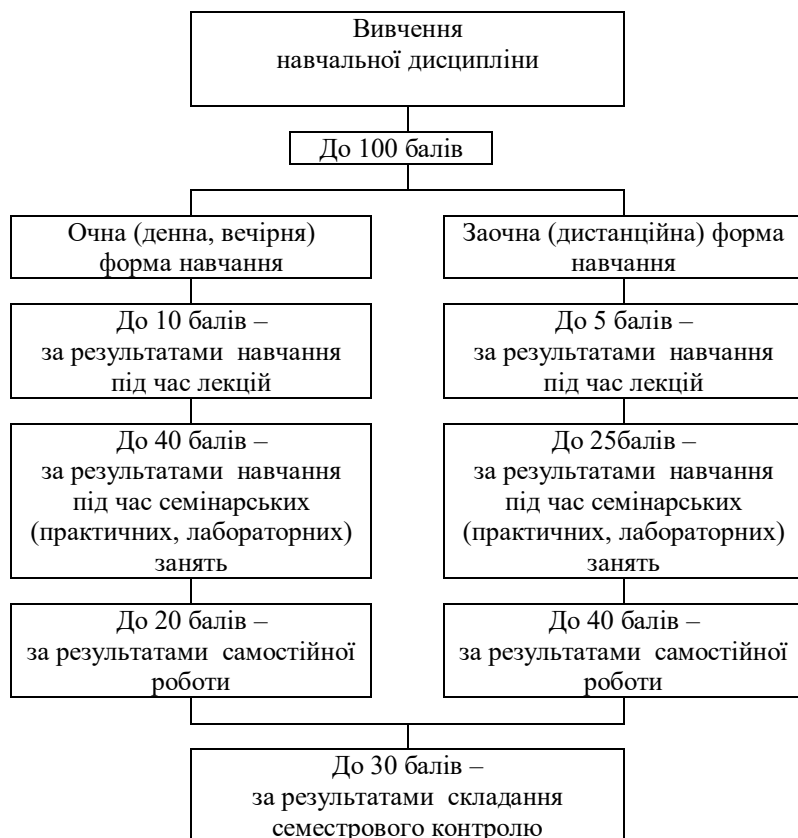 Вивчення
навчальної дисципліни
До 100 балів
Очна (денна, вечірня)
форма навчання
До 10 балів –
за результатами навчання
під час лекцій
До 40 балів –
за результатами навчання
під час семінарських
(практичних, лабораторних)
занять
До 20 балів –
за результатами самостійної
роботи
Заочна (дистанційна) форма
навчання
До 5 балів –
за результатами навчання
під час лекцій
До 25балів –
за результатами навчання
під час семінарських
(практичних, лабораторних)
занять
До 40 балів –
за результатами самостійної
роботи
До 30 балів –
за результатами складання
семестрового контролю